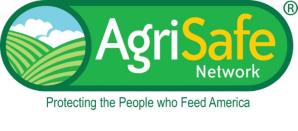 AgriSafe®
Network
Protecting the People who Feed America